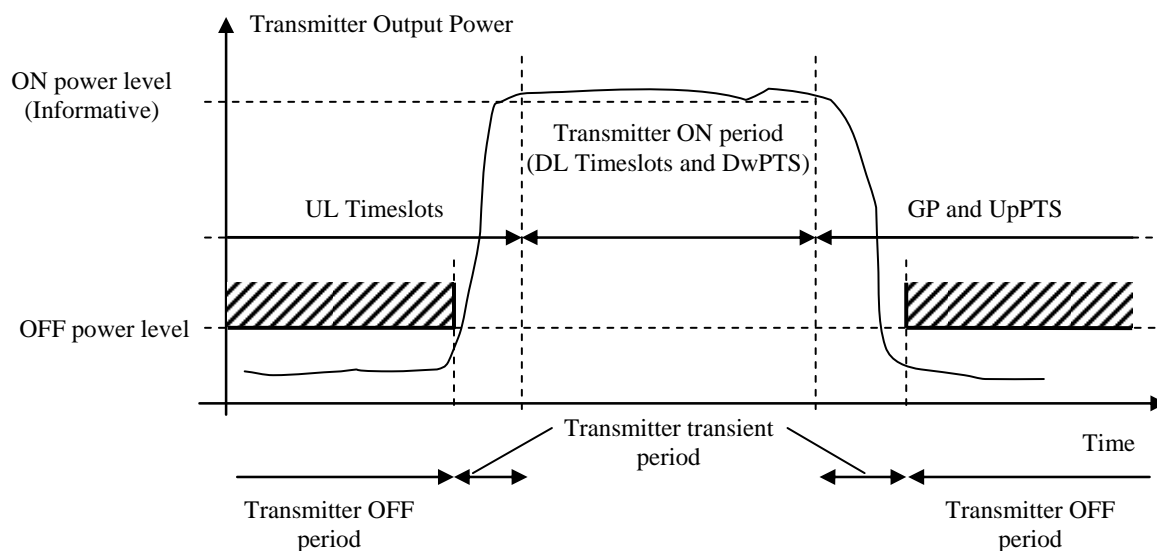 Transmitter Output Power
ON power level
(Informative)
Transmitter ON period
(DL Timeslots and DwPTS)
UL Timeslots
GP and UpPTS
OFF power level
Transmitter transient
period
Time
Transmitter OFF
period
Transmitter OFF
period